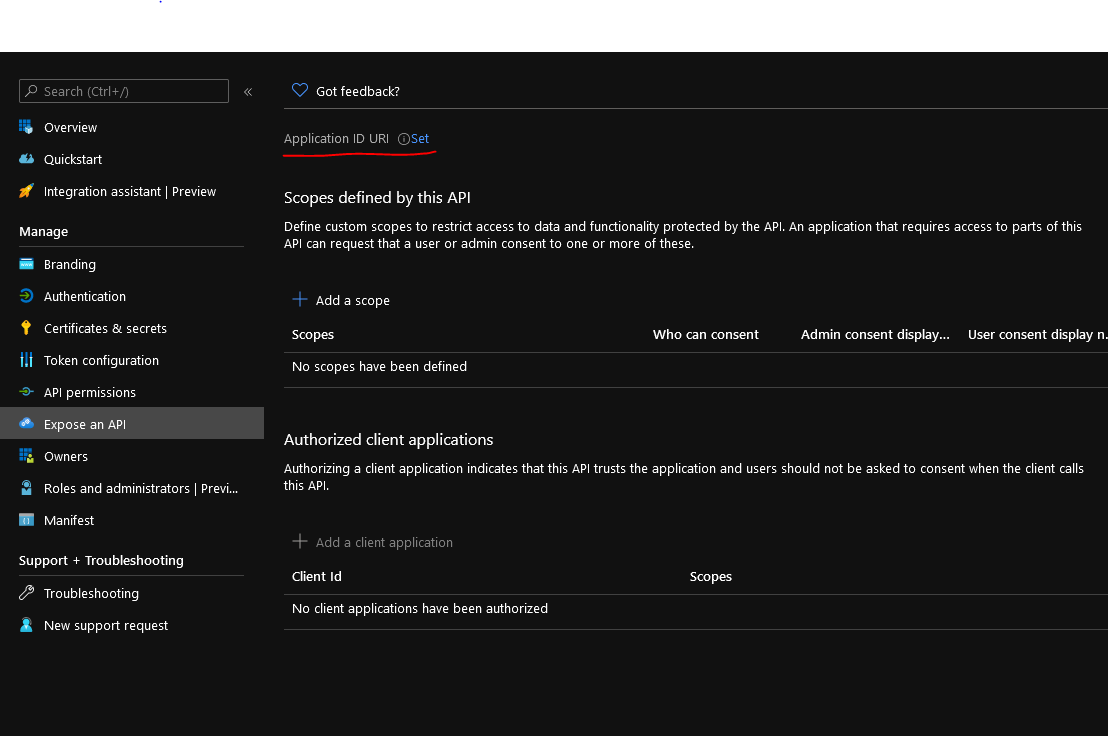 Search (Ctrl+/)
«
Overview
Quickstart
Integration assistant | Preview
Manage
Branding
Authentication
Certificates & secrets
Token configuration
API permissions
Expose an API
Owners
Roles and administrators | Previ...
Manifest
Support + Troubleshooting
Troubleshooting
New support request
Got feedback?
Application ID URI Set
Scopes defined by this API
Define custom scopes to restrict access to data and functionality protected by the API. An application that requires access to parts of this
API can request that a user or admin consent to one or more of these.
Add a scope
Scopes Who can consent Admin consent display... User consent display n...
No scopes have been defined
Authorized client applications
Authorizing a client application indicates that this API trusts the application and users should not be asked to consent when the client calls
this API.
Add a client application
Client Id Scopes
No client applications have been authorized